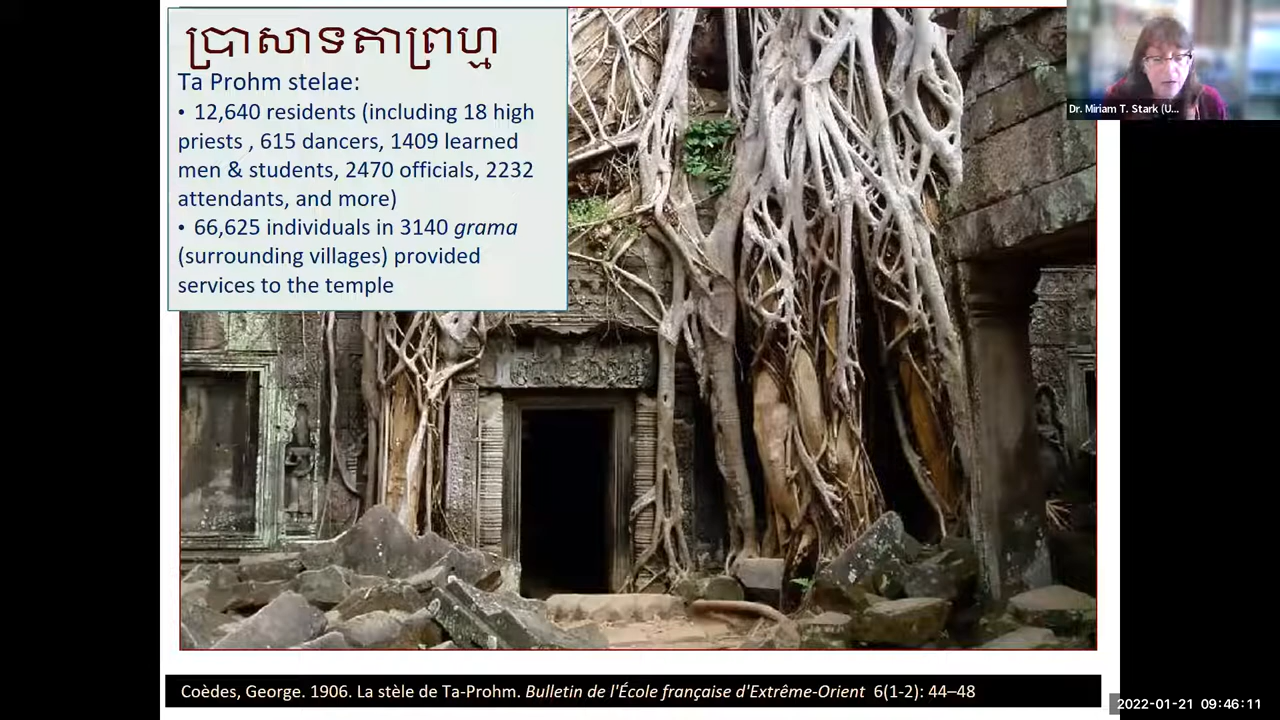 ប្រាសាទតាព្រហ្ម
Ta Prohm stelae:
• 12,640 residents (including 18 high
priests , 615 dancers, 1409 learned
men & students, 2470 officials, 2232
attendants, and more)
• 66,625 individuals in 3140 grama
(surrounding villages) provided
services to the temple
Dr. Miriam T. Stark (U...
Coèdes, George. 1906. La stèle de Ta-Prohm. Bulletin de l'École française d'Extrême-Orient 6(1-2): 44–48
2022-01-21 09:46:11